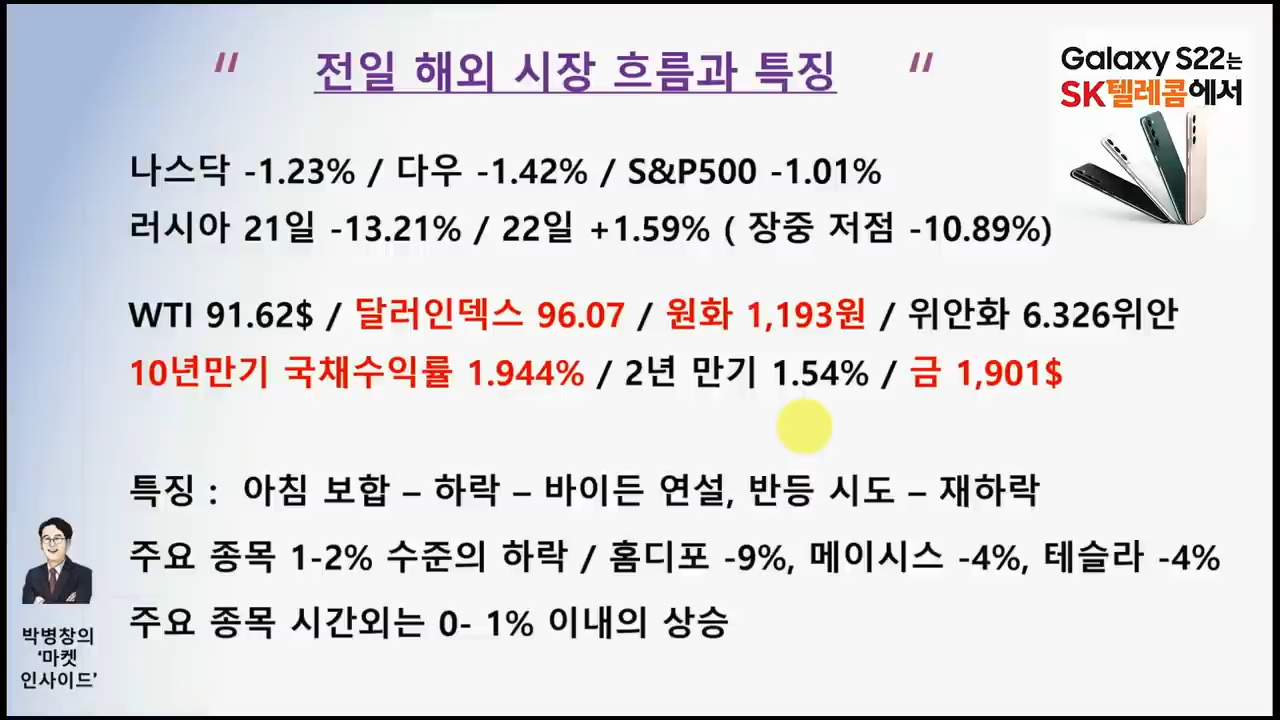 " 전일 해외 시장 흐름과 특징 "
Galaxy S22는
SK텔레콤에서
나스닥 -1.23% / 다우 -1.42% / S&P500 -1.01%
러시아 21일 -13.21% / 22일 +1.59% ( 장중 저점 -10.89%)
WTI 91.62$ / 달러인덱스 96.07 / 원화 1,193원 / 위안화 6.326위안
10년만기 국채수익률 1.944% / 2년 만기 1.54% / 금 1,901$
특징 : 아침 보합 – 하락 – 바이든 연설, 반등 시도 – 재하락
주요 종목 1-2% 수준의 하락 / 홈디포 -9%, 메이시스 -4%, 테슬라 -4%
주요 종목 시간외는 0- 1% 이내의 상승
박병창의
‘마켓
인사이드’